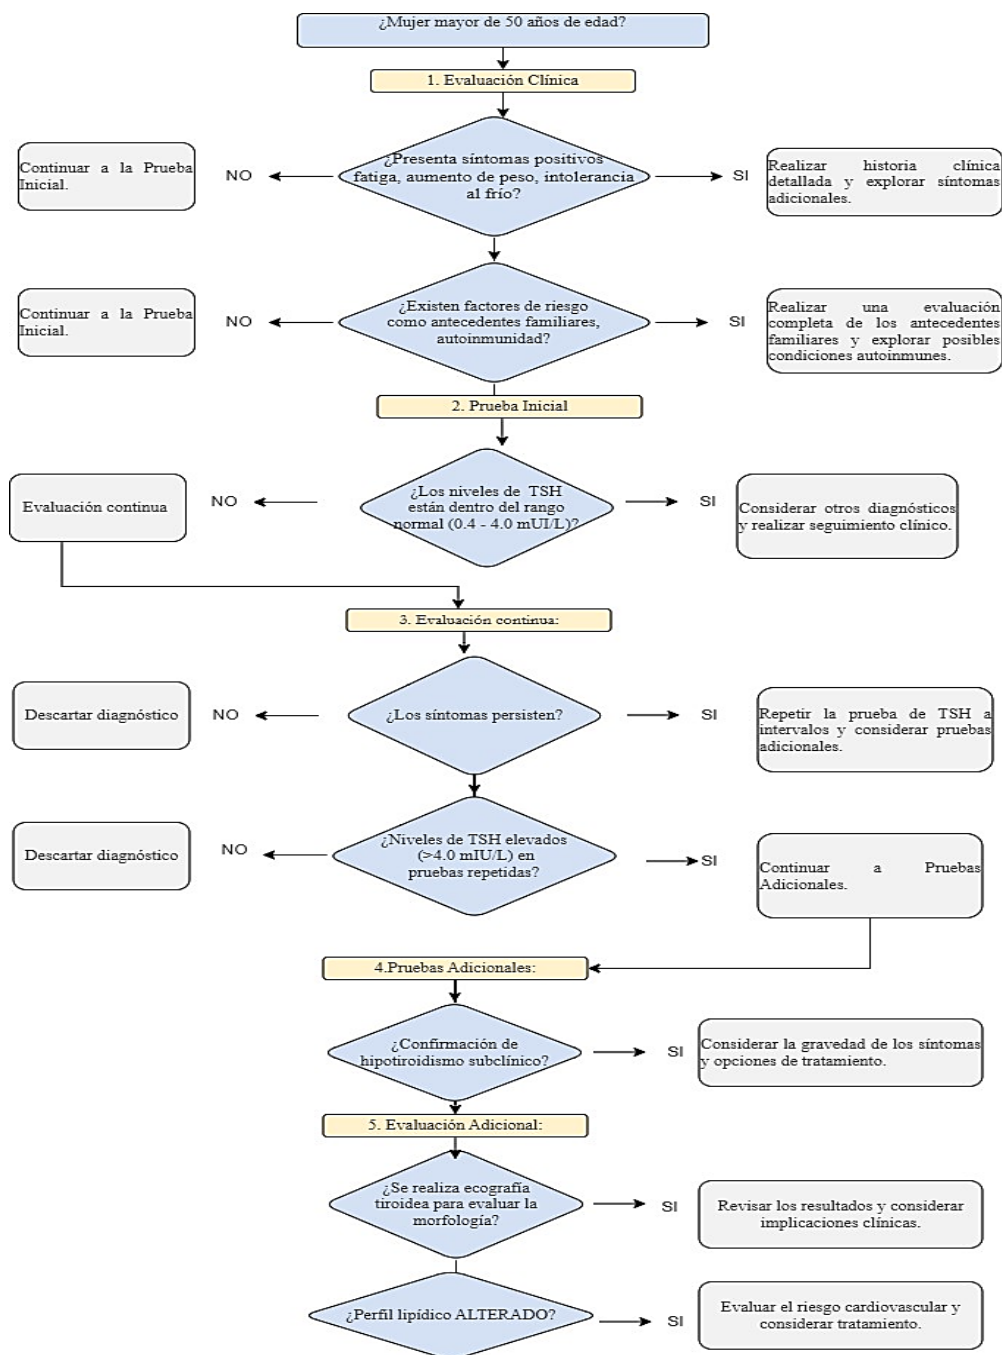 ¿Mujer mayor de 50 años de edad?
1. Evaluación Clínica
Continuar a la Prueba
Inicial.
NO
¿Presenta síntomas positivos
fatiga, aumento de peso, intolerancia
al frío?
SI
Realizar historia clínica
detallada y explorar síntomas
adicionales.
Continuar a la Prueba
Inicial.
NO
¿Existen factores de riesgo
como antecedentes familiares,
autoinmunidad?
SI
Realizar una evaluación
completa de los antecedentes
familiares y explorar posibles
condiciones autoinmunes.
2. Prueba Inicial
Evaluación continua
NO
¿Los niveles de TSH
están dentro del rango
normal (0.4 - 4.0 mUI/L)?
SI
Considerar otros diagnósticos
y realizar seguimiento clínico.
3. Evaluación continua:
Descartar diagnóstico
NO
¿Los síntomas persisten?
SI
Repetir la prueba de TSH a
intervalos y considerar pruebas
adicionales.
Descartar diagnóstico
NO
¿Niveles de TSH elevados
(>4.0 mIU/L) en
pruebas repetidas?
SI
Continuar a Pruebas
Adicionales.
4.Pruebas Adicionales:
¿Confirmación de
hipotiroidismo subclínico?
SI
Considerar la gravedad de los síntomas
y opciones de tratamiento.
5. Evaluación Adicional:
¿Se realiza ecografía
tiroidea para evaluar la
morfología?
SI
Revisar los resultados y considerar
implicaciones clínicas.
¿Perfil lipídico ALTERADO?
SI
Evaluar el riesgo cardiovascular y
considerar tratamiento.